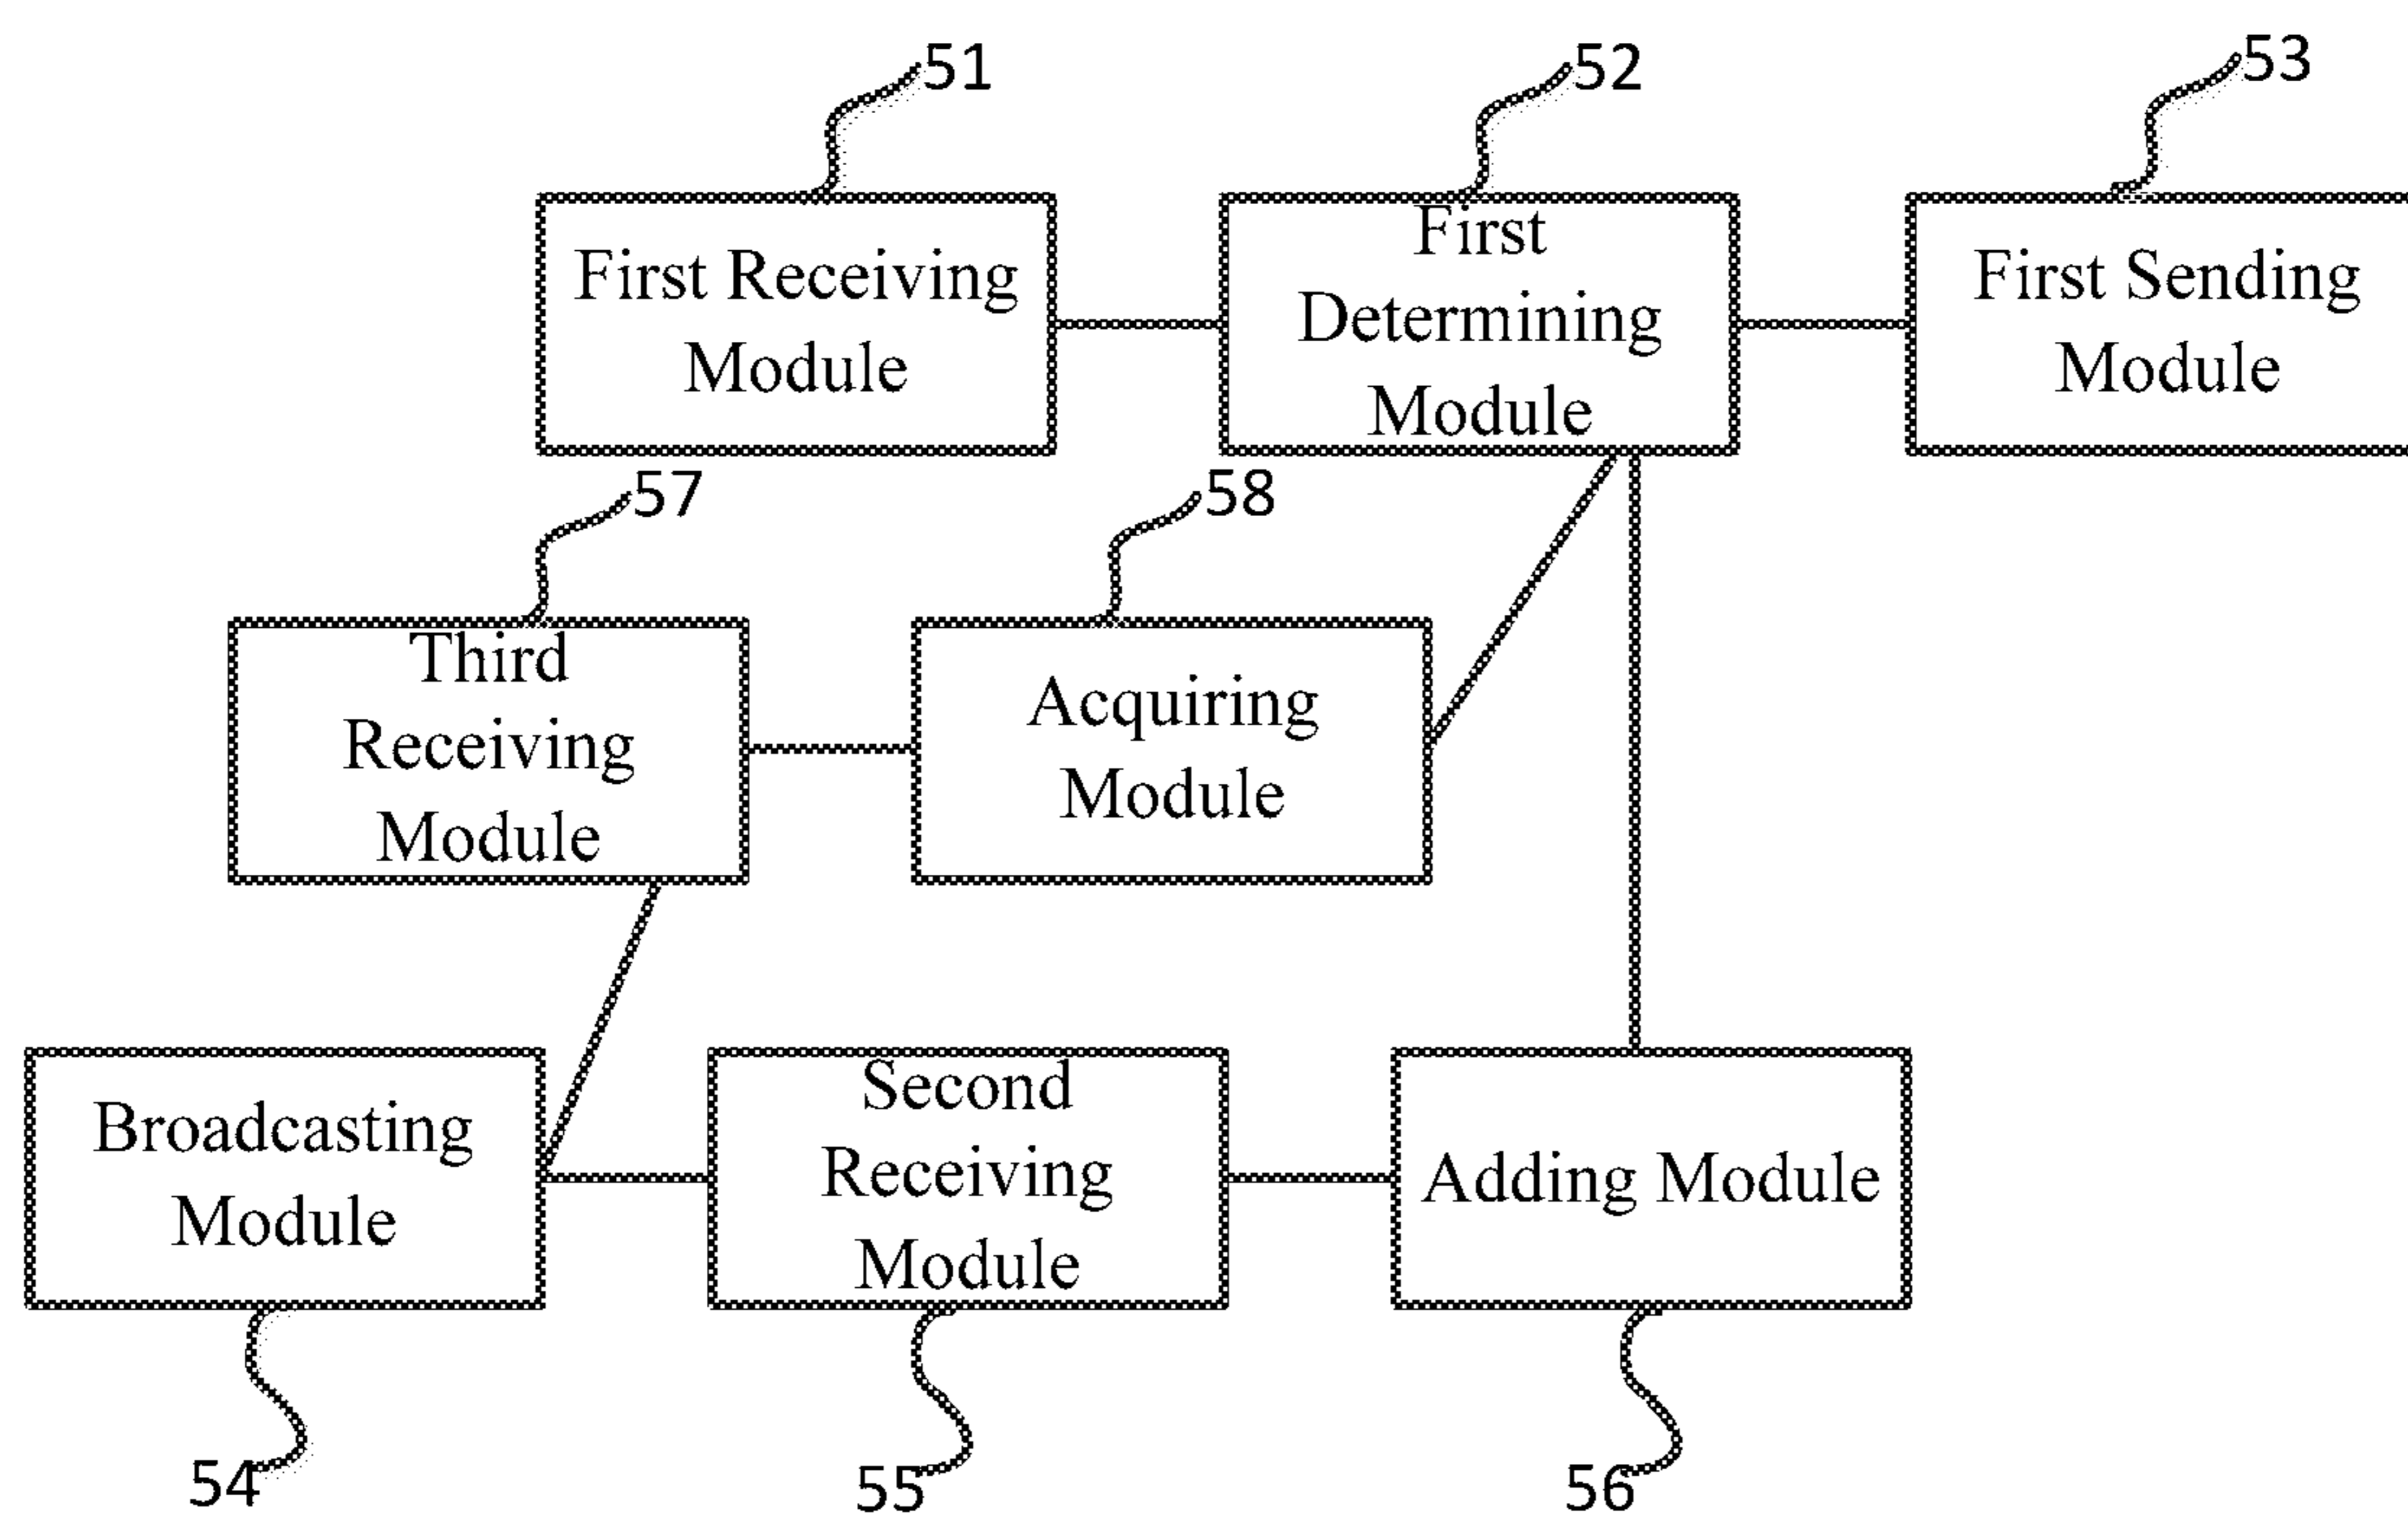 51
52
53
First Receiving
Module
First
Determining
Module
First Sending
Module
57
58
Third
Receiving
Module
Acquiring
Module
Broadcasting
Module
Second
Receiving
Module
Adding Module
54
55
56